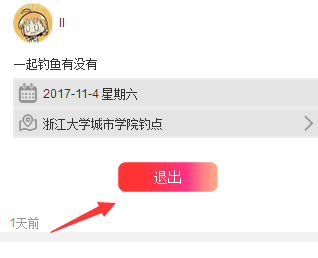 ll
一起钓鱼有没有
2017-11-4 星期六
浙江大学城市学院钓点
退出
1天前